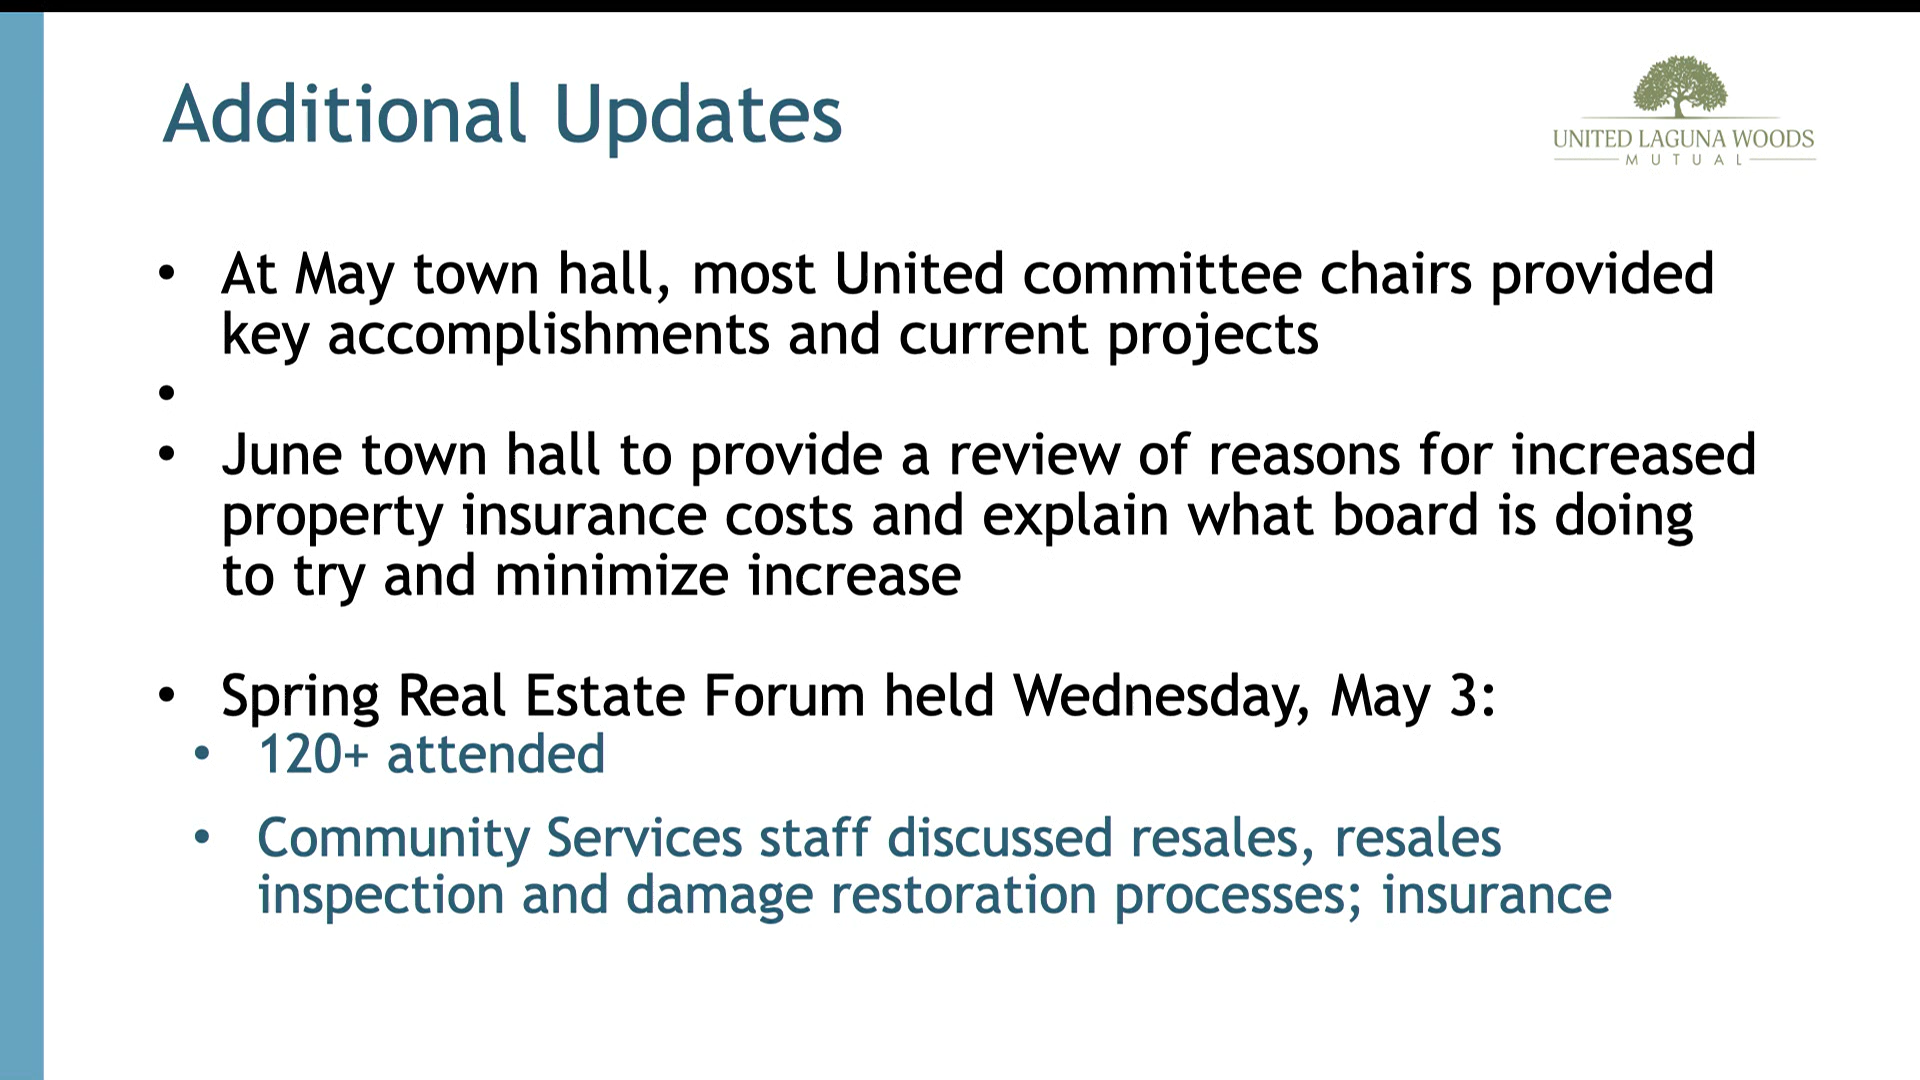 Additional Updates
UNITED LAGUNA WOODS
MUTUAL
• At May town hall, most United committee chairs provided
key accomplishments and current projects
•
• June town hall to provide a review of reasons for increased
property insurance costs and explain what board is doing
to try and minimize increase
• Spring Real Estate Forum held Wednesday, May 3:
• 120+ attended
• Community Services staff discussed resales, resales
inspection and damage restoration processes; insurance